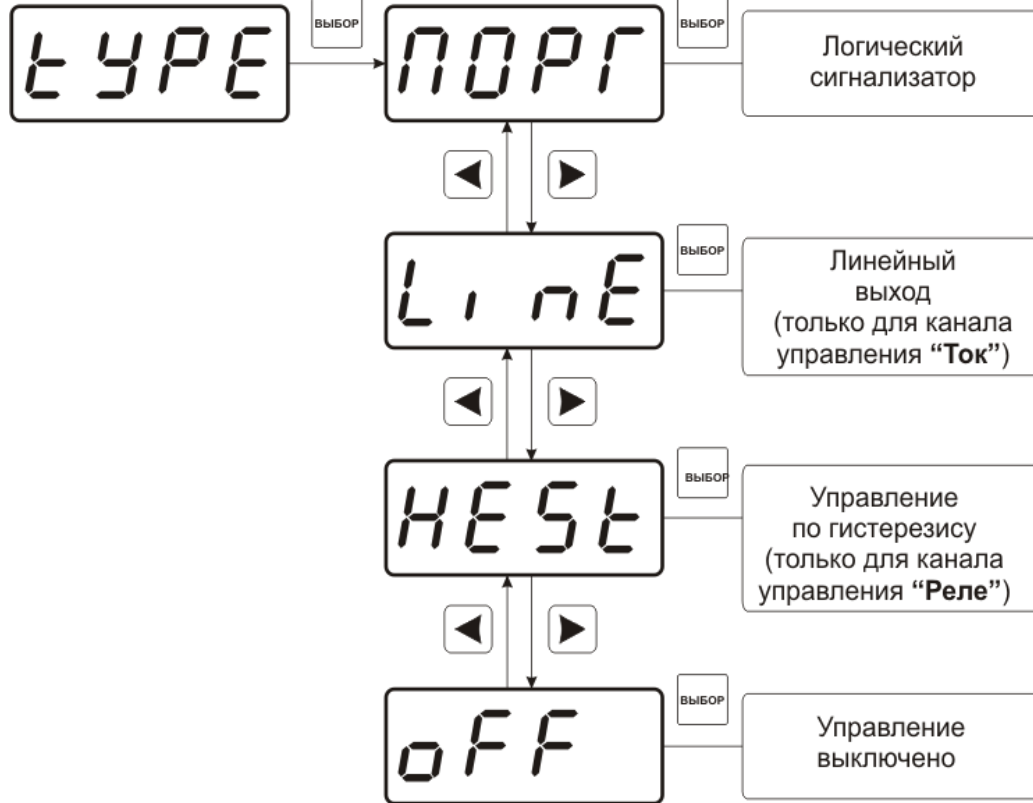 tYPE
ВЫБОР
ПОРГ
ВЫБОР
Логический
сигнализатор
LinE
ВЫБОР
Линейный
выход
(только для канала
управления “Ток”)
HESt
ВЫБОР
Управление
по гистерезису
(только для канала
управления “Реле”)
oFF
ВЫБОР
Управление
выключено